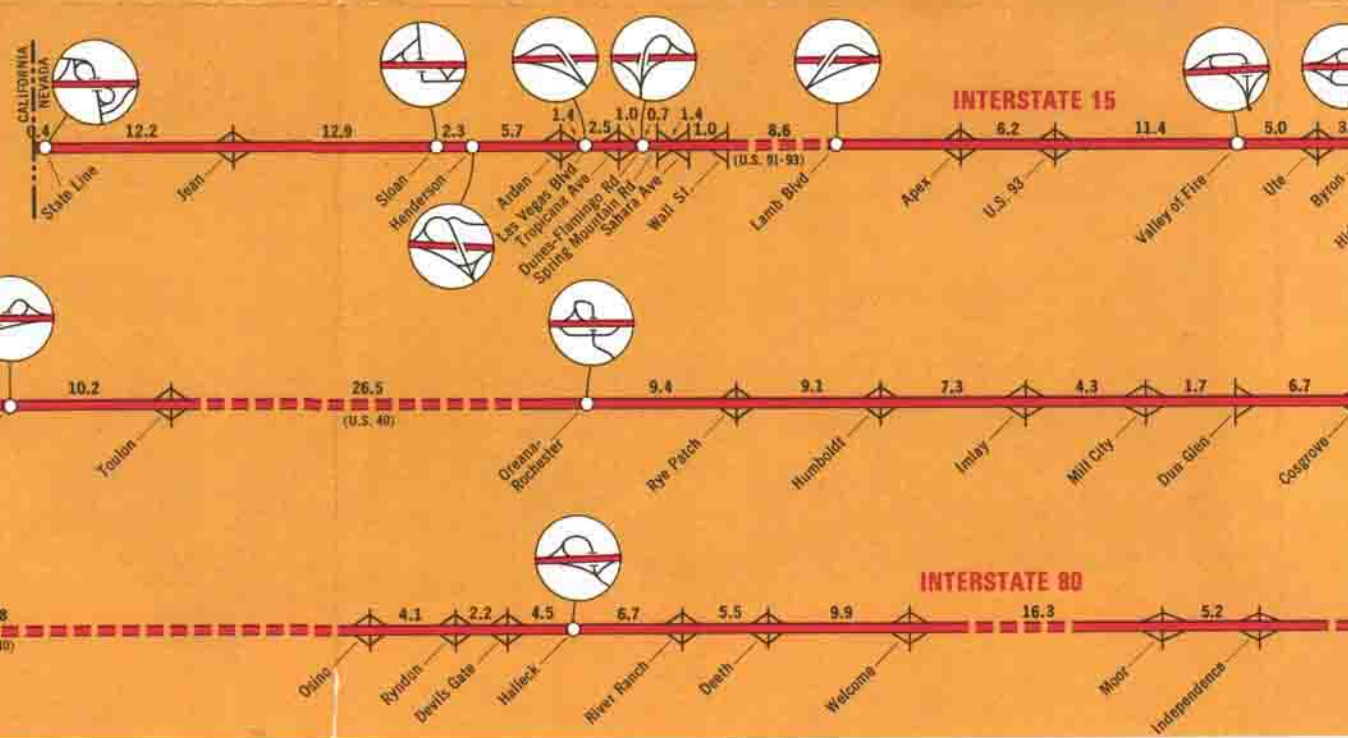 CALIFORNIA
NEVADA
INTERSTATE 15
0.4 12.2 12.9 2.3 5.7 1.4 2.5 1.0 0.7 1.4 1.0 8.6 6.2 11.4 5.0 3.
(U.S. 91-93)
State Line
Jean
Sloan
Henderson
Arden
Las Vegas Blvd
Tropicana Ave
Dunes-Flamingo Rd
Spring Mountain Rd
Sahara Ave
Wall St.
Lamb Blvd
Apex
U.S. 93
Valley of Fire
Ute
Byron
10.2 26.5 9.4 9.1 7.3 4.3 1.7 6.7
(U.S. 40)
Toulon
Oreana-
Rochester
Rye Patch
Humboldt
Imlay
Mill City
Dun Glen
Cosgrove
INTERSTATE 80
8 4.1 2.2 4.5 6.7 5.5 9.9 16.3 5.2
Osino
Ryndon
Devils Gate
Halleck
River Ranch
Deeth
Welcome
Moor
Independence